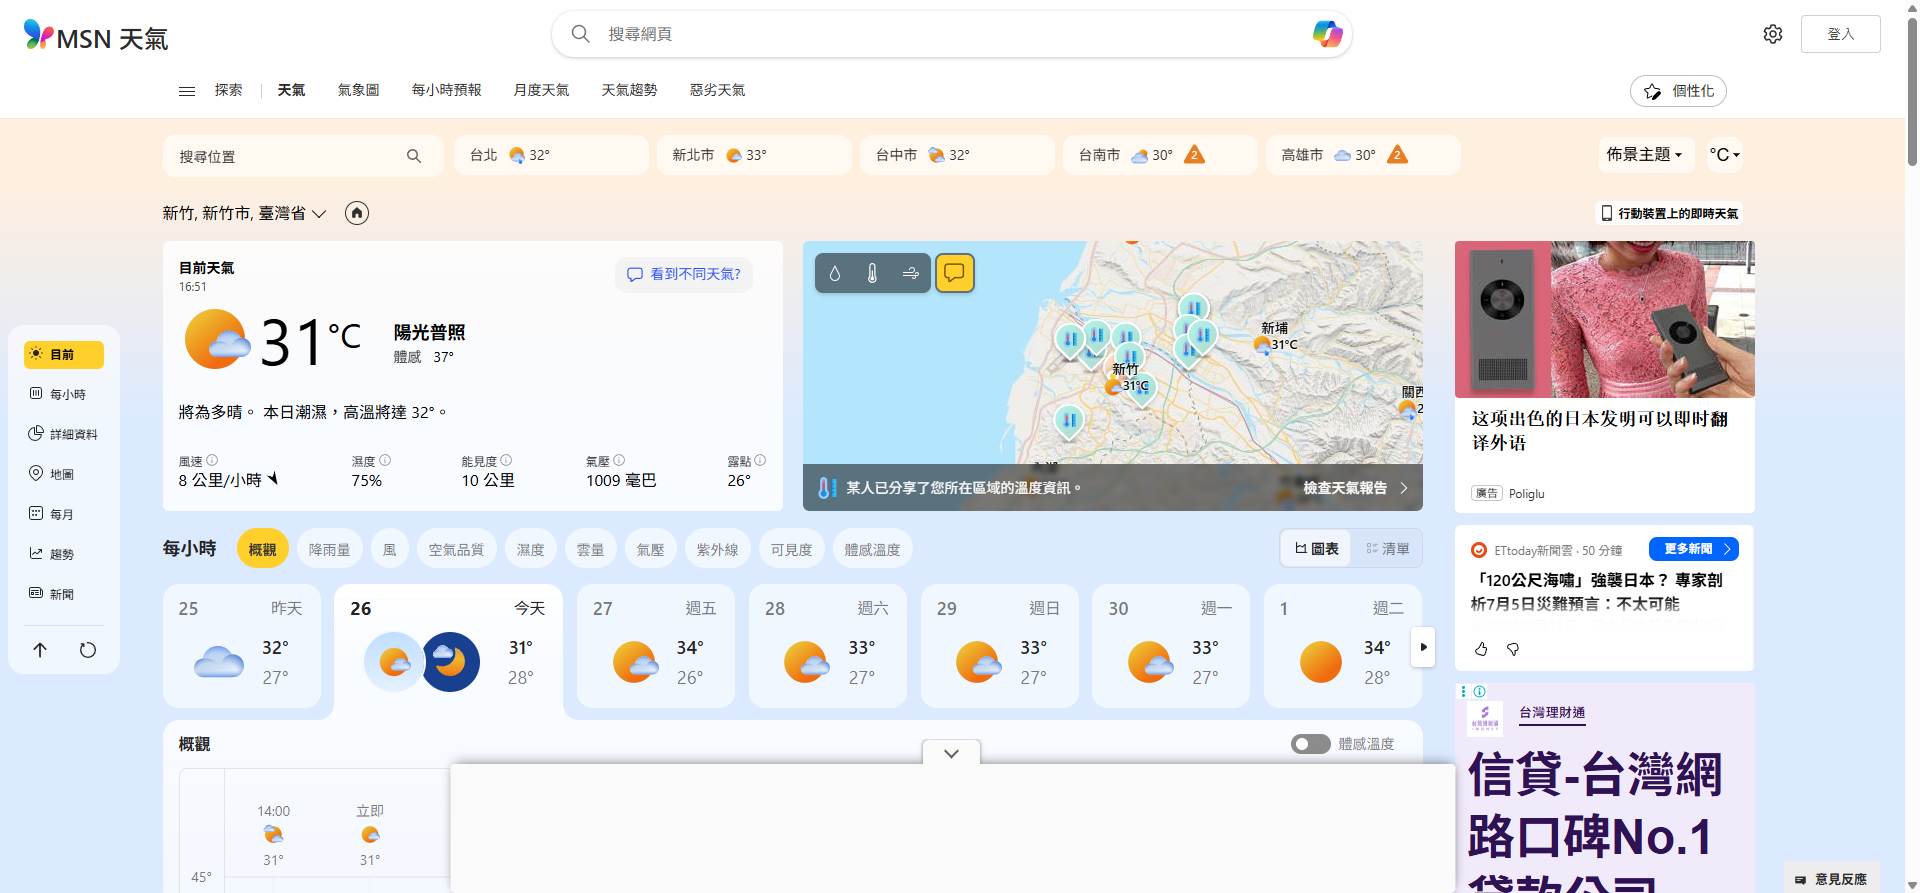 MSN 天氣
搜尋網頁
登入
探索
天氣
氣象圖
每小時預報
月度天氣
天氣趨勢
惡劣天氣
個性化
搜尋位置
台北 32°
新北市 33°
台中市 32°
台南市 30° 2
高雄市 30° 2
佈景主題
°C
新竹, 新竹市, 臺灣省
行動裝置上的即時天氣
目前
每小時
詳細資料
地圖
每月
趨勢
新聞
目前天氣
16:51
看到不同天氣?
31°C
陽光普照
體感 37°
將為多晴。 本日潮濕，高溫將達 32°。
風速
8 公里/小時
濕度
75%
能見度
10 公里
氣壓
1009 毫巴
露點
26°
新埔
31°C
新竹
31°C
關西
某人已分享了您所在區域的溫度資訊。
檢查天氣報告
这项出色的日本发明可以即时翻
译外语
廣告 Poliglu
ETtoday新聞雲 · 50 分鐘
更多新聞
「120公尺海嘯」強襲日本？ 專家剖
析7月5日災難預言：不太可能
每小時
概觀
降雨量
風
空氣品質
濕度
雲量
氣壓
紫外線
可見度
體感溫度
圖表
清單
25 昨天
32°
27°
26 今天
31°
28°
27 週五
34°
26°
28 週六
33°
27°
29 週日
33°
27°
30 週一
33°
27°
1 週二
34°
28°
概觀
體感溫度
14:00
31°
立即
31°
45°
台灣理財通
信貸-台灣網
路口碑No.1
貸款公司
意見反應